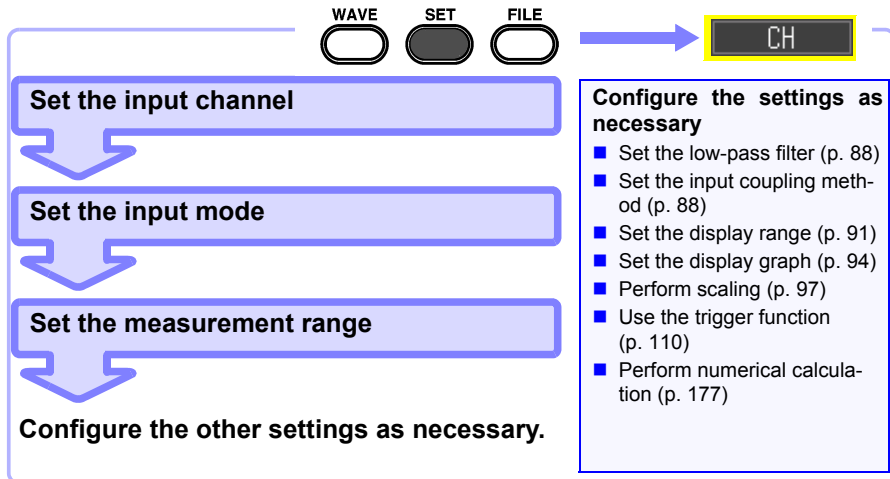 WAVE SET FILE
CH
Set the input channel
Set the input mode
Set the measurement range
Configure the other settings as necessary.
Configure the settings as
necessary
Set the low-pass filter (p. 88)
Set the input coupling meth-
od (p. 88)
Set the display range (p. 91)
Set the display graph (p. 94)
Perform scaling (p. 97)
Use the trigger function
(p. 110)
Perform numerical calcula-
tion (p. 177)